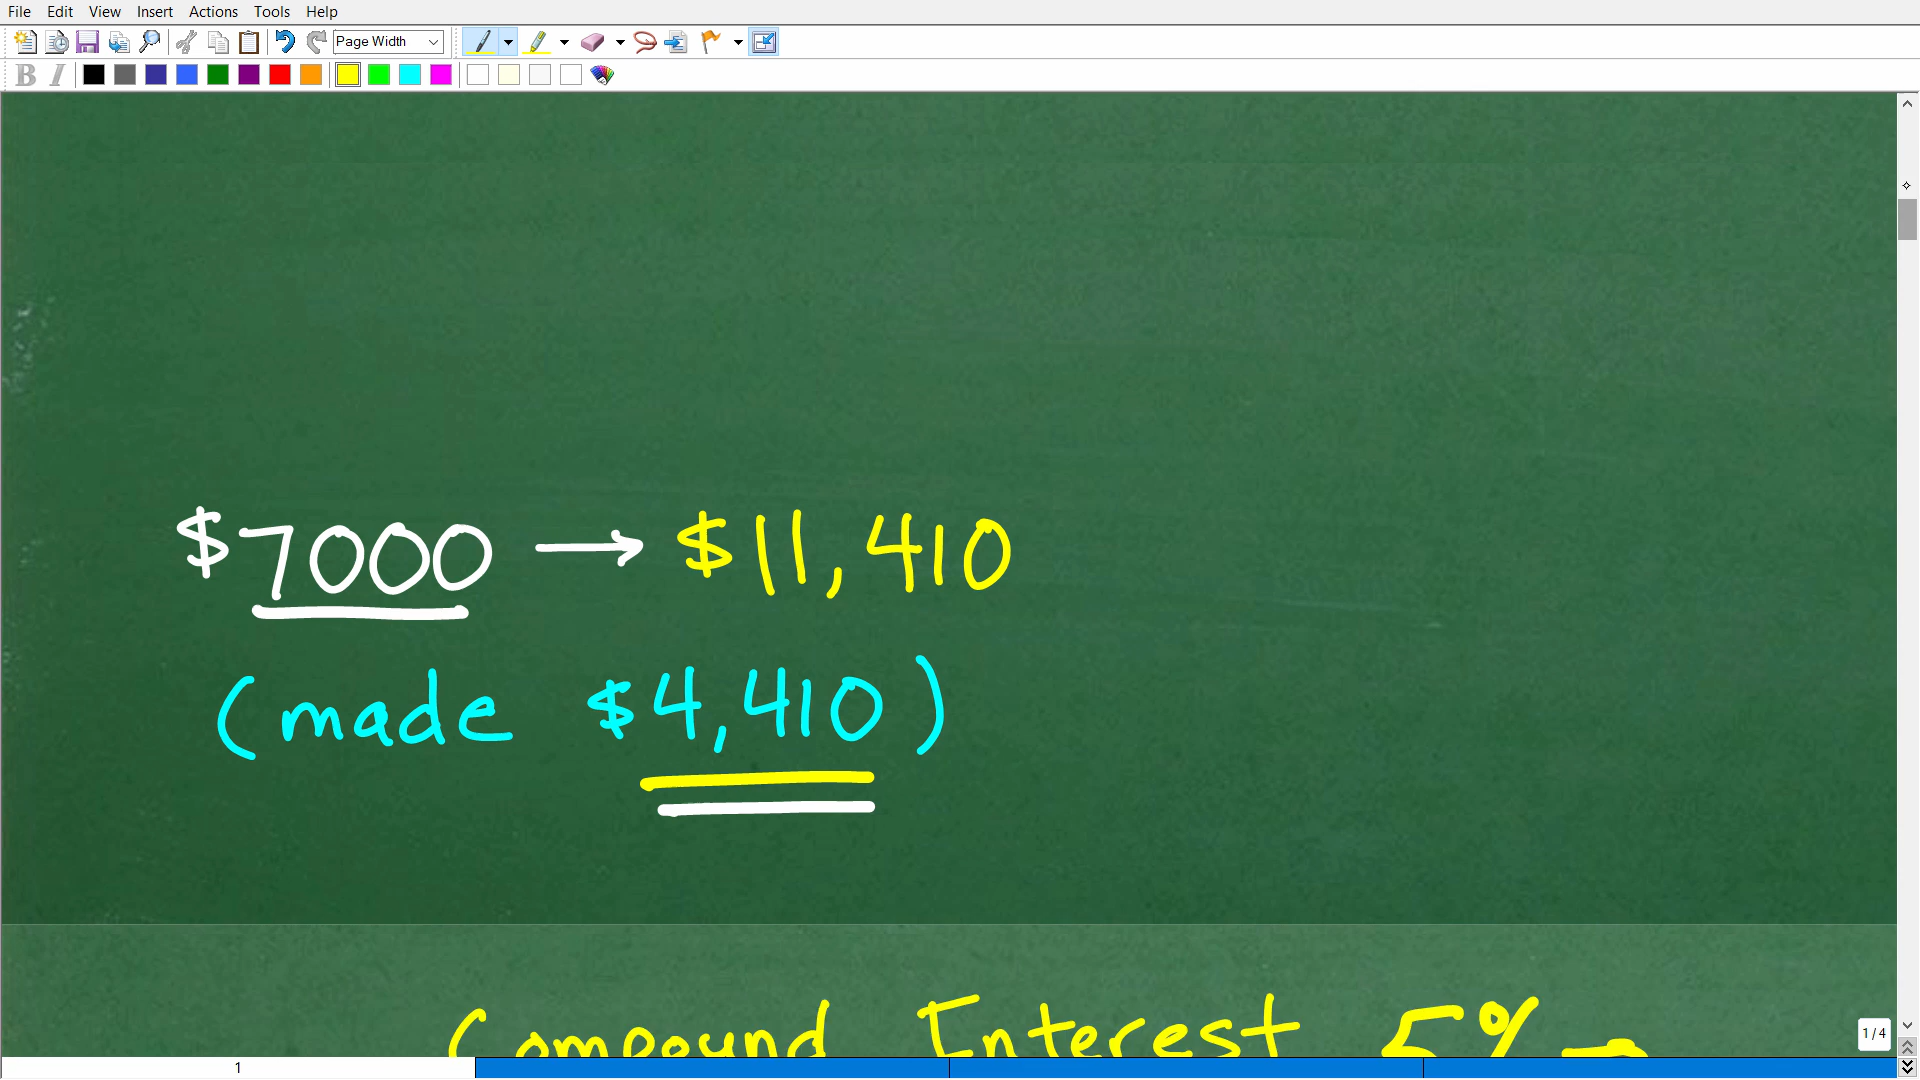 File Edit View Insert Actions Tools Help
Page Width
B I
$7000 → $11,410
(made $4,410)
Compound Interest 5%
1 / 4
1